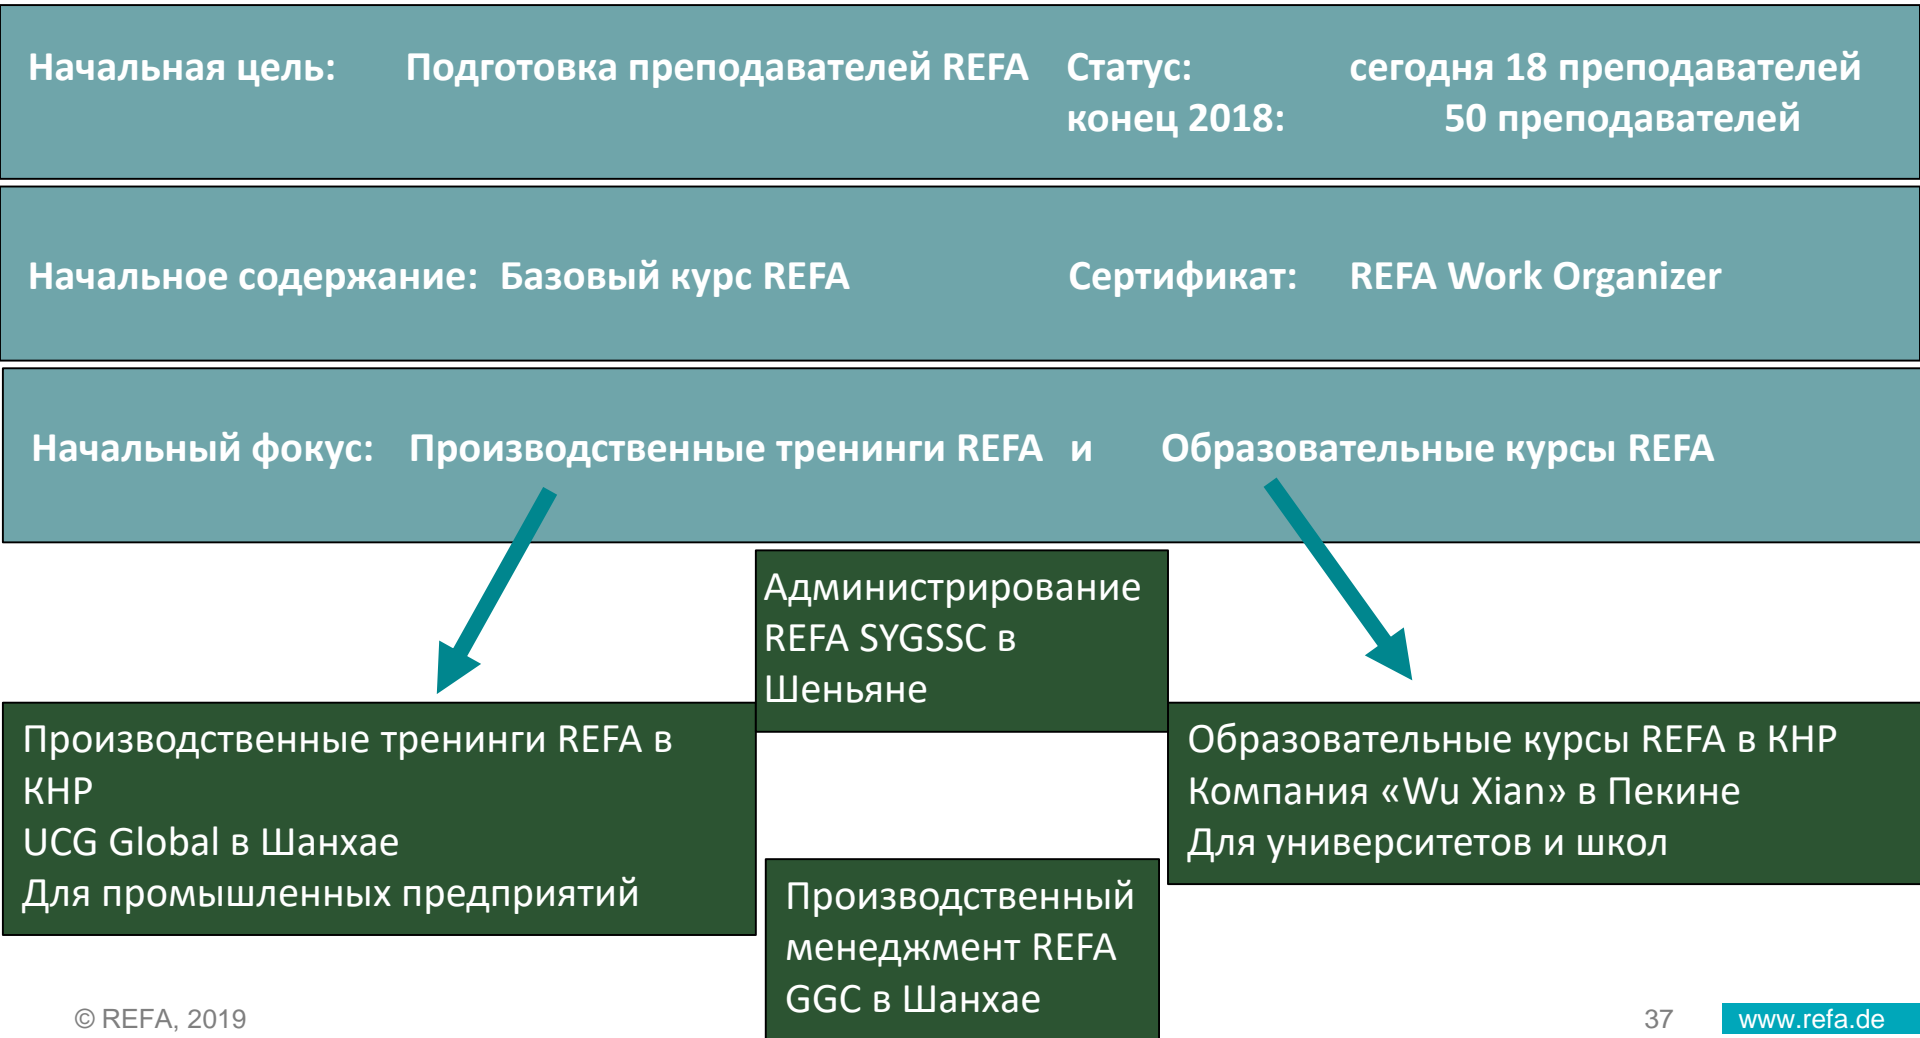 Начальная цель: Подготовка преподавателей REFA Статус: сегодня 18 преподавателей
конец 2018: 50 преподавателей
Начальное содержание: Базовый курс REFA Сертификат: REFA Work Organizer
Начальный фокус: Производственные тренинги REFA и Образовательные курсы REFA
Администрирование
REFA SYGSSC в
Шеньяне
Производственные тренинги REFA в
КНР
UCG Global в Шанхае
Для промышленных предприятий
Образовательные курсы REFA в КНР
Компания «Wu Xian» в Пекине
Для университетов и школ
Производственный
менеджмент REFA
GGC в Шанхае
© REFA, 2019
37
www.refa.de